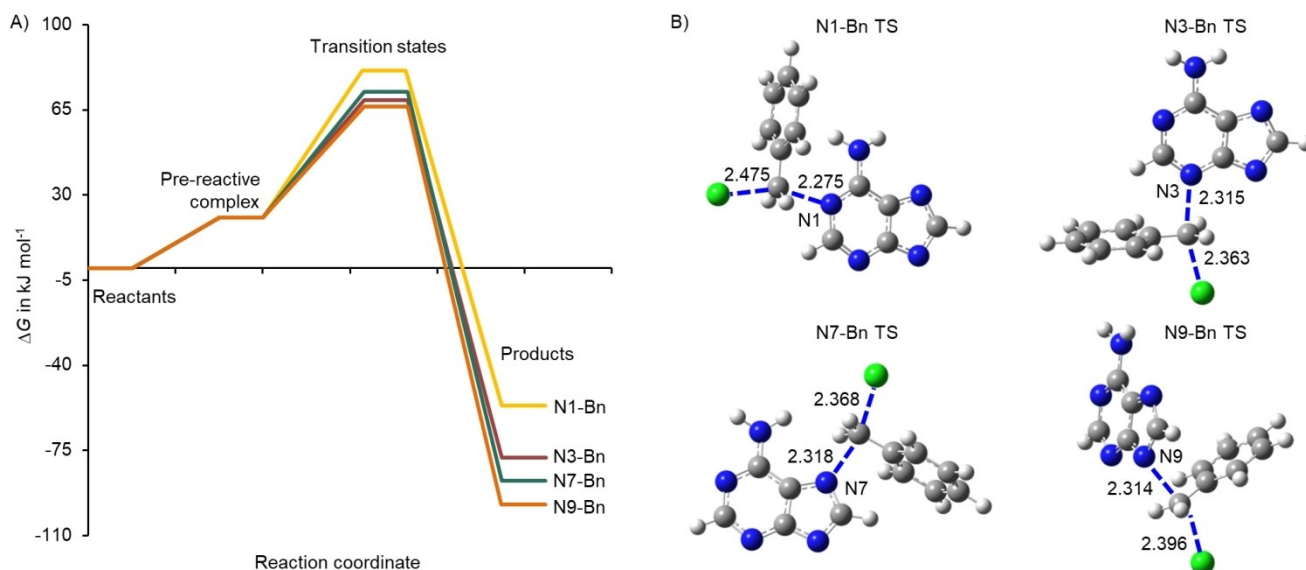 A)
100
65
30
-5
-40
-75
-110
ΔG in kJ mol⁻¹
Transition states
Pre-reactive
complex
Reactants
Products
N1-Bn
N3-Bn
N7-Bn
N9-Bn
Reaction coordinate
B)
N1-Bn TS
2.475
2.275
N1
N3-Bn TS
N3
2.315
2.363
N7-Bn TS
2.368
2.318
N7
N9-Bn TS
N9
2.314
2.396